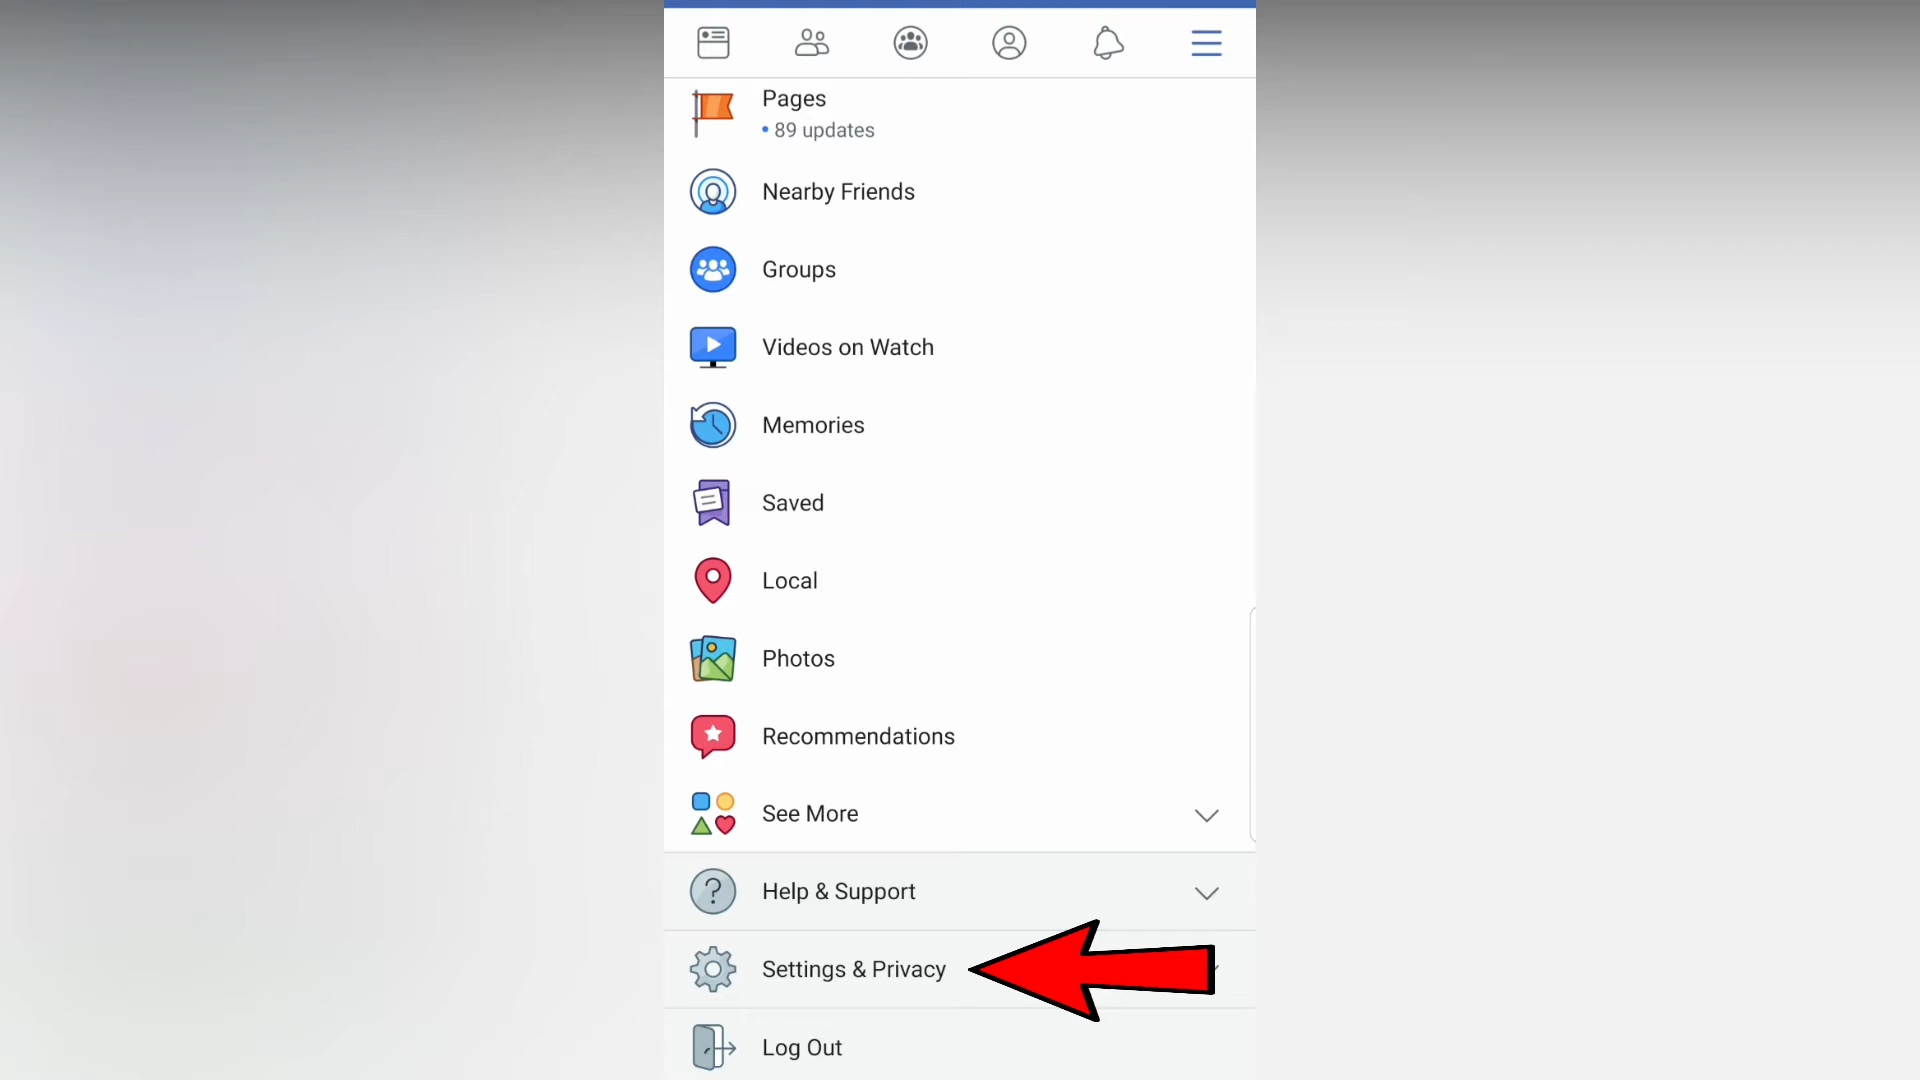 Pages
• 89 updates
Nearby Friends
Groups
Videos on Watch
Memories
Saved
Local
Photos
Recommendations
See More
Help & Support
Settings & Privacy
Log Out